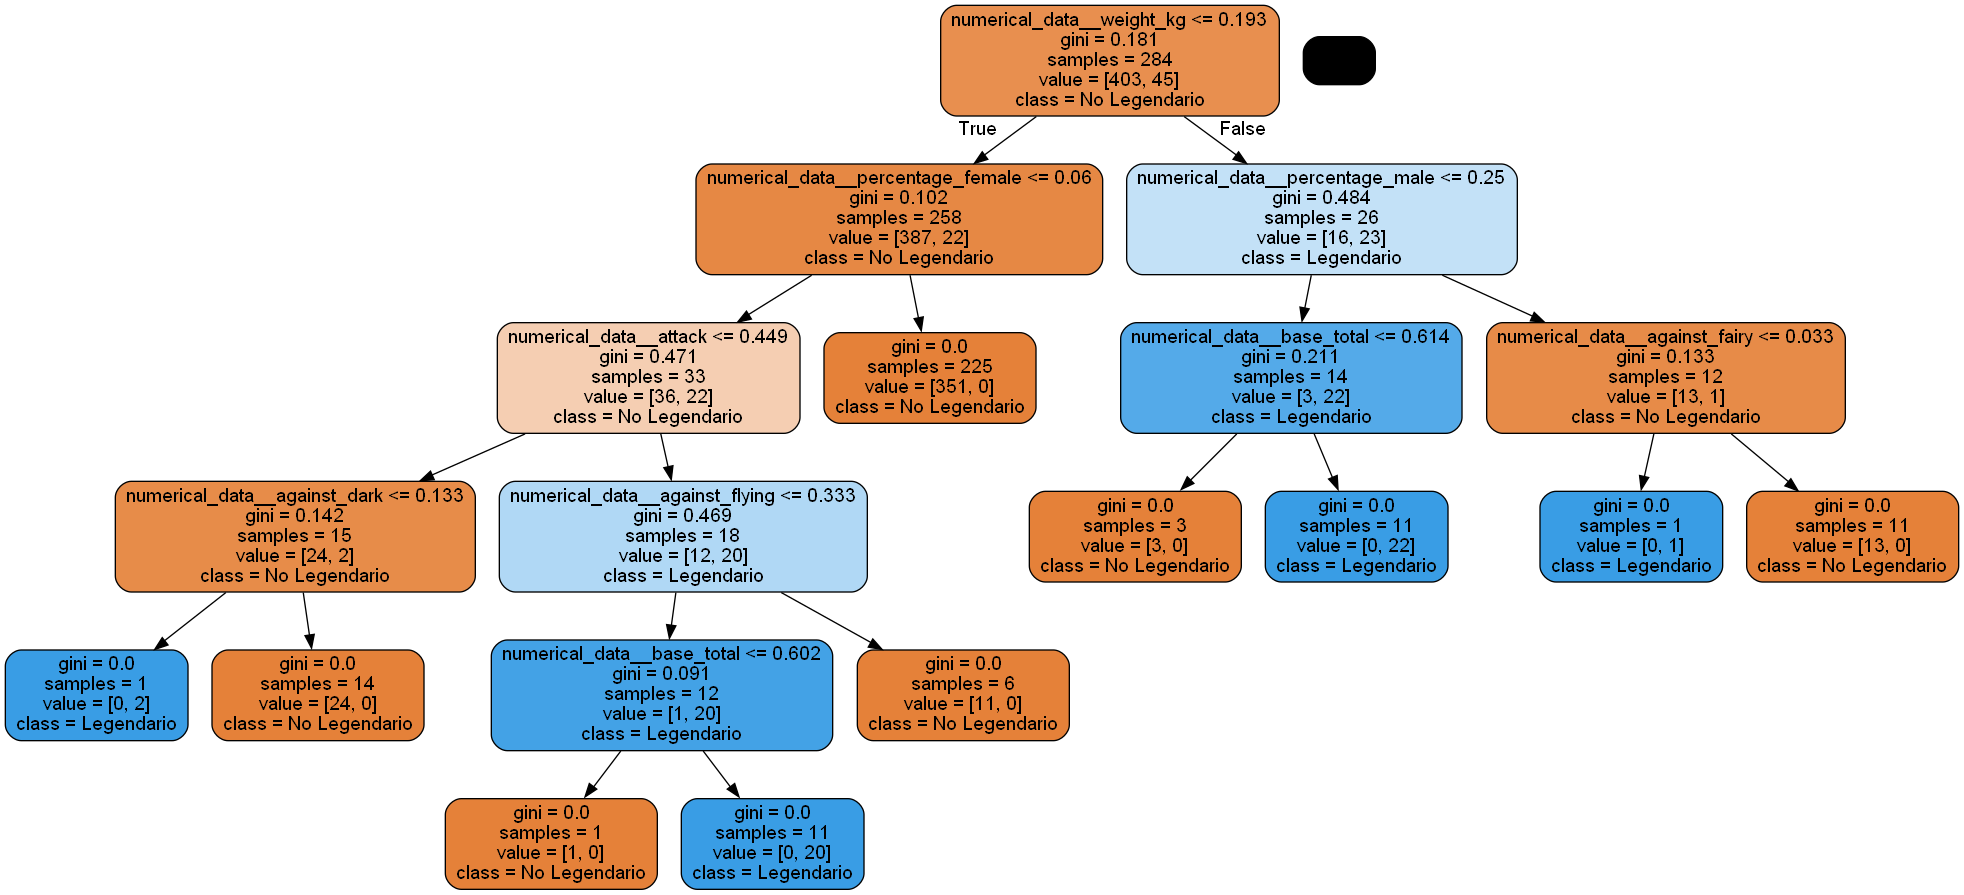 numerical_data__weight_kg <= 0.193
gini = 0.181
samples = 284
value = [403, 45]
class = No Legendario
True
False
numerical_data__percentage_female <= 0.06
gini = 0.102
samples = 258
value = [387, 22]
class = No Legendario
numerical_data__percentage_male <= 0.25
gini = 0.484
samples = 26
value = [16, 23]
class = Legendario
numerical_data__attack <= 0.449
gini = 0.471
samples = 33
value = [36, 22]
class = No Legendario
gini = 0.0
samples = 225
value = [351, 0]
class = No Legendario
numerical_data__base_total <= 0.614
gini = 0.211
samples = 14
value = [3, 22]
class = Legendario
numerical_data__against_fairy <= 0.033
gini = 0.133
samples = 12
value = [13, 1]
class = No Legendario
numerical_data__against_dark <= 0.133
gini = 0.142
samples = 15
value = [24, 2]
class = No Legendario
numerical_data__against_flying <= 0.333
gini = 0.469
samples = 18
value = [12, 20]
class = Legendario
gini = 0.0
samples = 3
value = [3, 0]
class = No Legendario
gini = 0.0
samples = 11
value = [0, 22]
class = Legendario
gini = 0.0
samples = 1
value = [0, 1]
class = Legendario
gini = 0.0
samples = 11
value = [13, 0]
class = No Legendario
gini = 0.0
samples = 1
value = [0, 2]
class = Legendario
gini = 0.0
samples = 14
value = [24, 0]
class = No Legendario
numerical_data__base_total <= 0.602
gini = 0.091
samples = 12
value = [1, 20]
class = Legendario
gini = 0.0
samples = 6
value = [11, 0]
class = No Legendario
gini = 0.0
samples = 1
value = [1, 0]
class = No Legendario
gini = 0.0
samples = 11
value = [0, 20]
class = Legendario